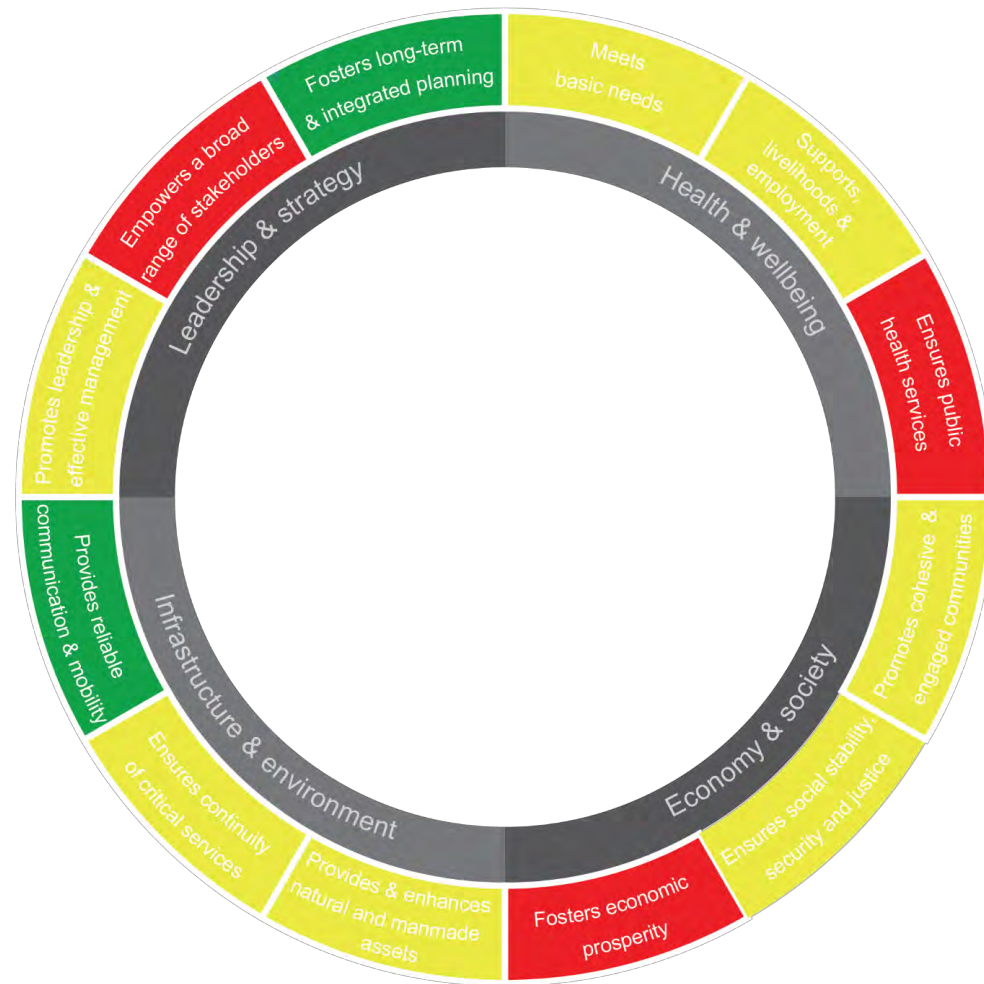 Meets
basic needs
Supports,
livelihoods &
employment
Ensures public
health services
Promotes cohesive &
engaged communities
Ensures social stability,
security and justice
Fosters economic
prosperity
Provides & enhances
natural and manmade
assets
Ensures continuity
of critical services
Provides reliable
communication & mobility
Promotes leadership &
effective management
Empowers a broad
range of stakeholders
Fosters long-term
& integrated planning
Health & wellbeing
Economy & society
Infrastructure & environment
Leadership & strategy